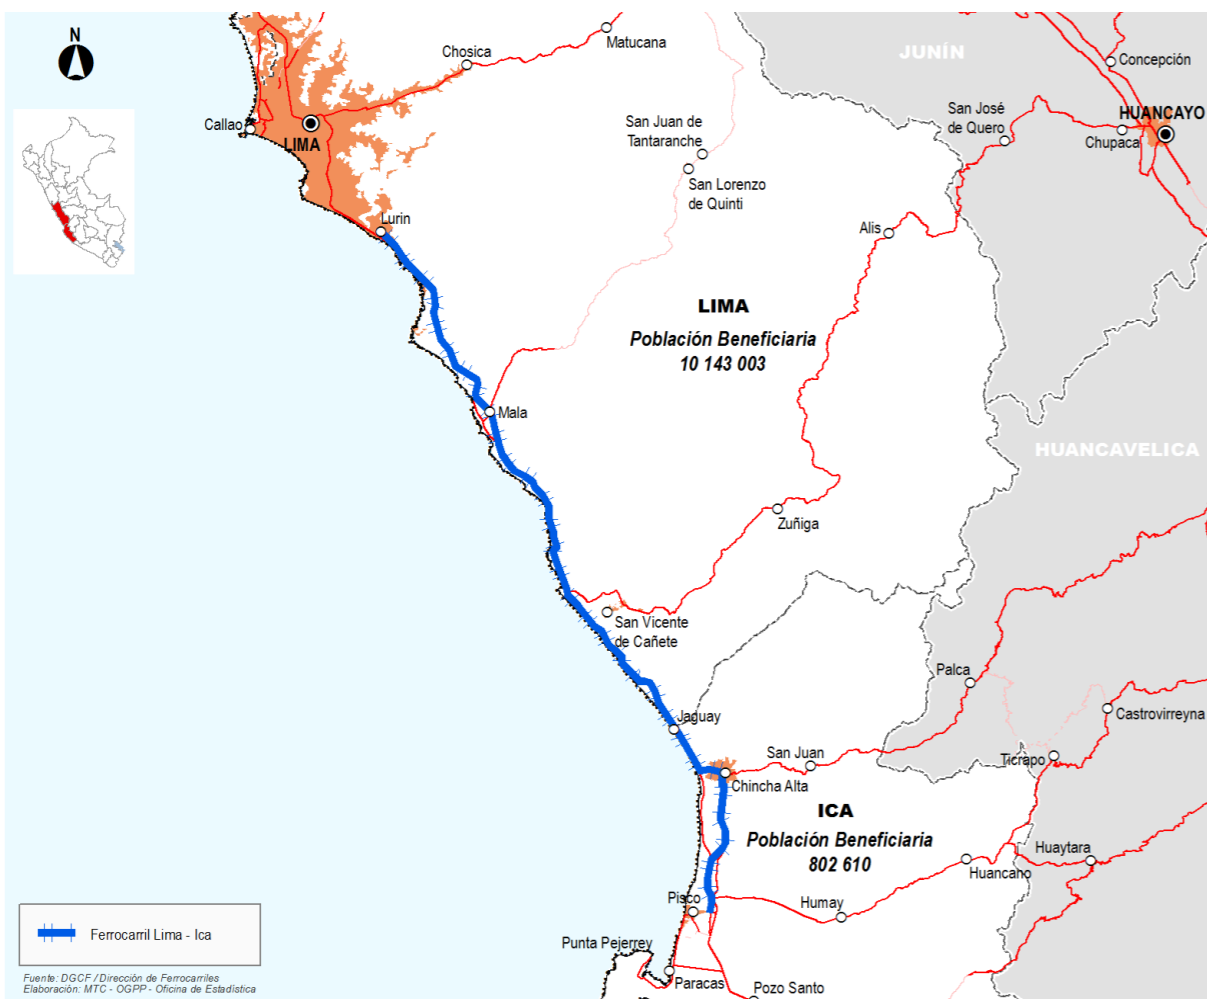 N
Matucana
Chosica
JUNÍN
Concepción
Callao
LIMA
San Juan de
Tantaranche
San José
de Quero
HUANCAYO
Chupaca
San Lorenzo
de Quinti
Lurin
Alis
LIMA
Población Beneficiaria
10 143 003
Mala
HUANCAVELICA
Zuñiga
San Vicente
de Cañete
Palca
Jaguay
Castrovirreyna
San Juan
Ticrapo
Chincha Alta
ICA
Población Beneficiaria
802 610
Huaytara
Huancano
Pisco
Humay
Ferrocarril Lima - Ica
Punta Pejerrey
Paracas
Pozo Santo
Fuente: DGCF / Dirección de Ferrocarriles
Elaboración: MTC - OGPP - Oficina de Estadística